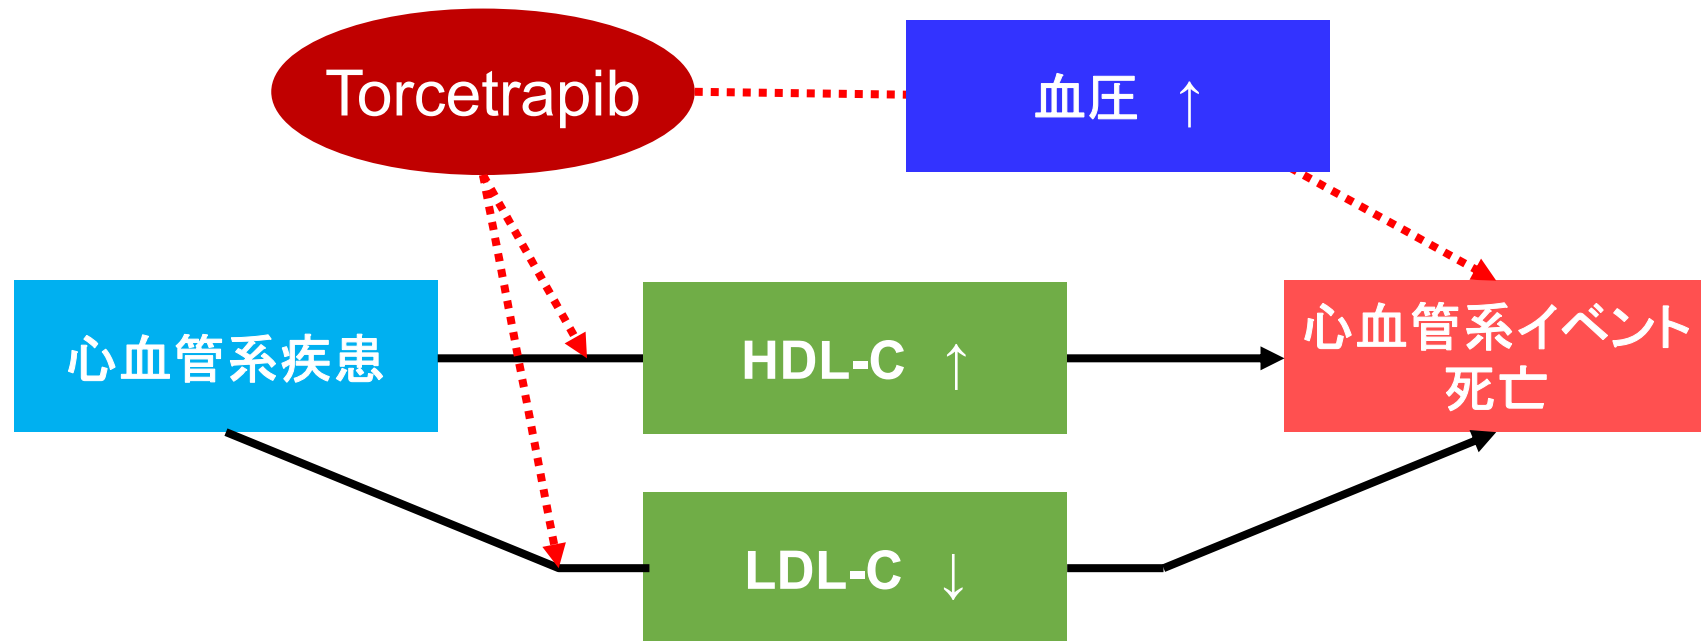 Torcetrapib
血圧 ↑
心血管系疾患
HDL-C ↑
心血管系イベント
死亡
LDL-C ↓